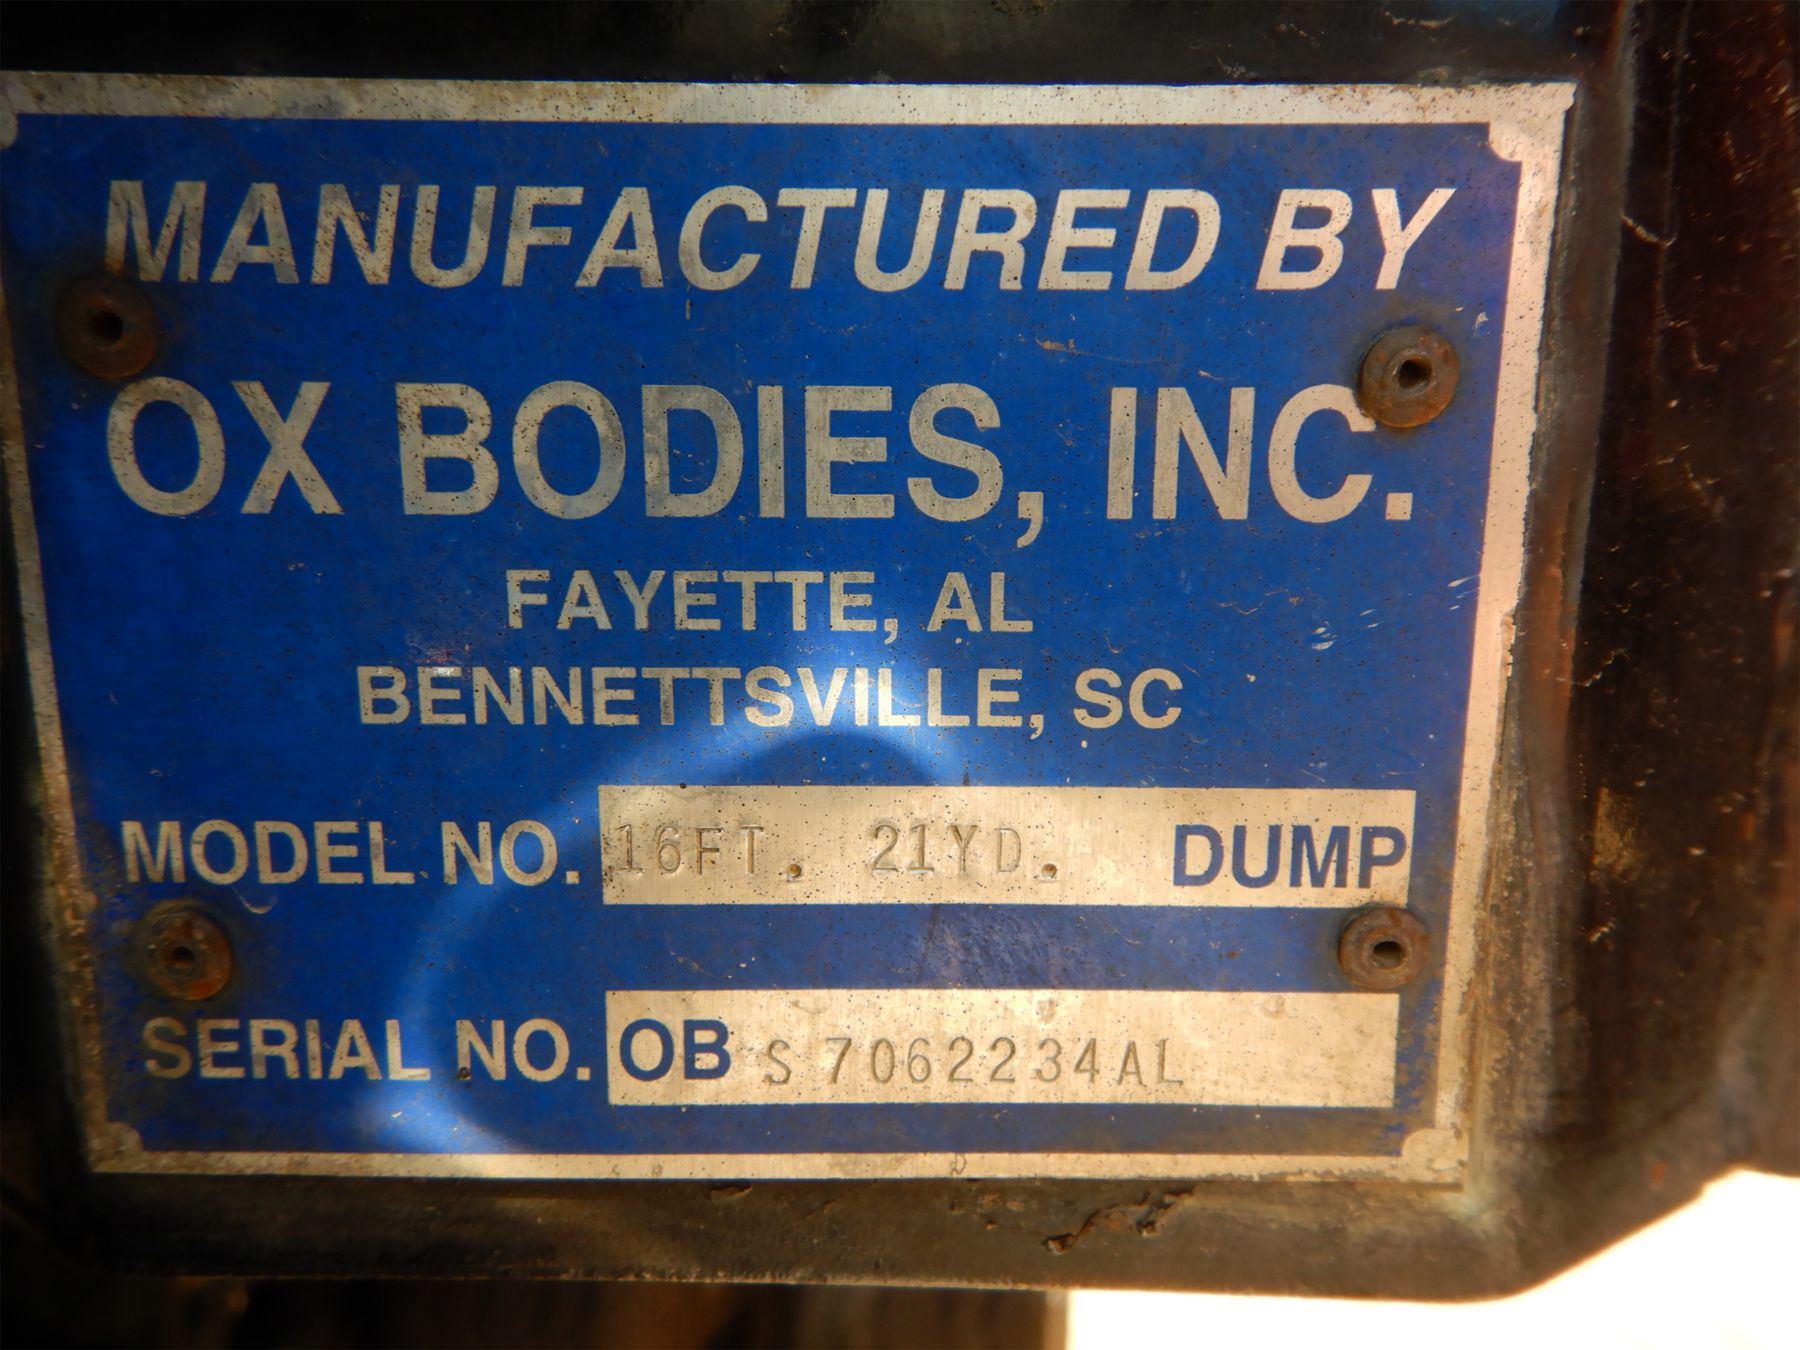 MANUFACTURED BY
OX BODIES, INC.
FAYETTE, AL
BENNETTSVILLE, SC
MODEL NO. 16FT. 21YD. DUMP
SERIAL NO. OB S7062234AL